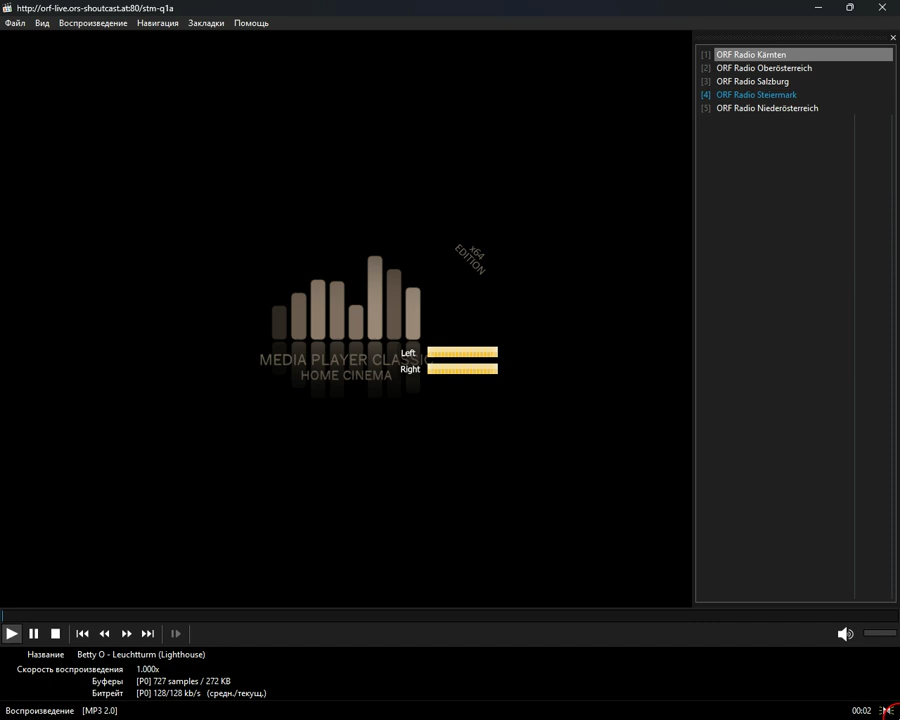 http://orf-live.ors-shoutcast.at:80/stm-q1a
Файл Вид Воспроизведение Навигация Закладки Помощь
[1] ORF Radio Kärnten
[2] ORF Radio Oberösterreich
[3] ORF Radio Salzburg
[4] ORF Radio Steiermark
[5] ORF Radio Niederösterreich
x64
EDITION
Left
MEDIA PLAYER CLASSIC
Right
HOME CINEMA
Название Betty O - Leuchtturm (Lighthouse)
Скорость воспроизведения 1.000x
Буферы [P0] 727 samples / 272 KB
Битрейт [P0] 128/128 kb/s (средн./текущ.)
Воспроизведение [MP3 2.0] 00:02